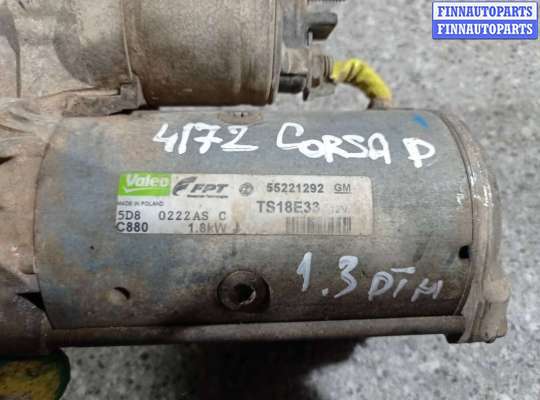 FINNAUTOPARTS
FINNAUTOPARTS
4172 CORSA D
Valeo FPT 55221292 GM
MADE IN POLAND
TS18E33 12V
5D8 0222AS C
C880 1.8kW
1.3 DTH